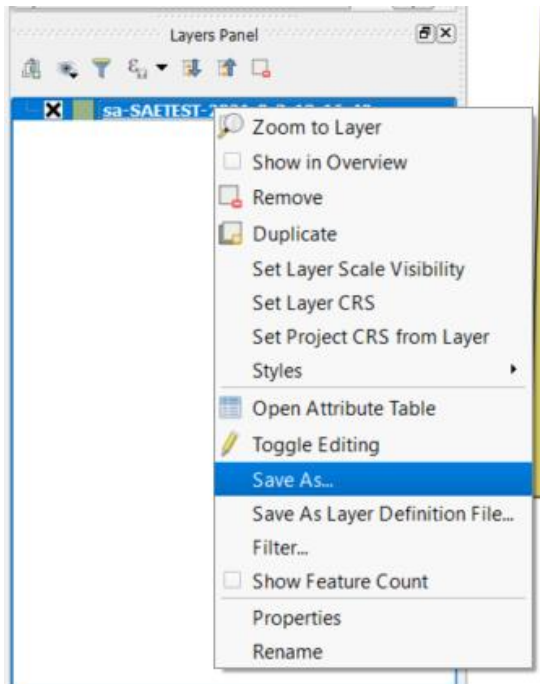 Layers Panel
sa-SAETEST-
Zoom to Layer
Show in Overview
Remove
Duplicate
Set Layer Scale Visibility
Set Layer CRS
Set Project CRS from Layer
Styles
Open Attribute Table
Toggle Editing
Save As...
Save As Layer Definition File...
Filter...
Show Feature Count
Properties
Rename